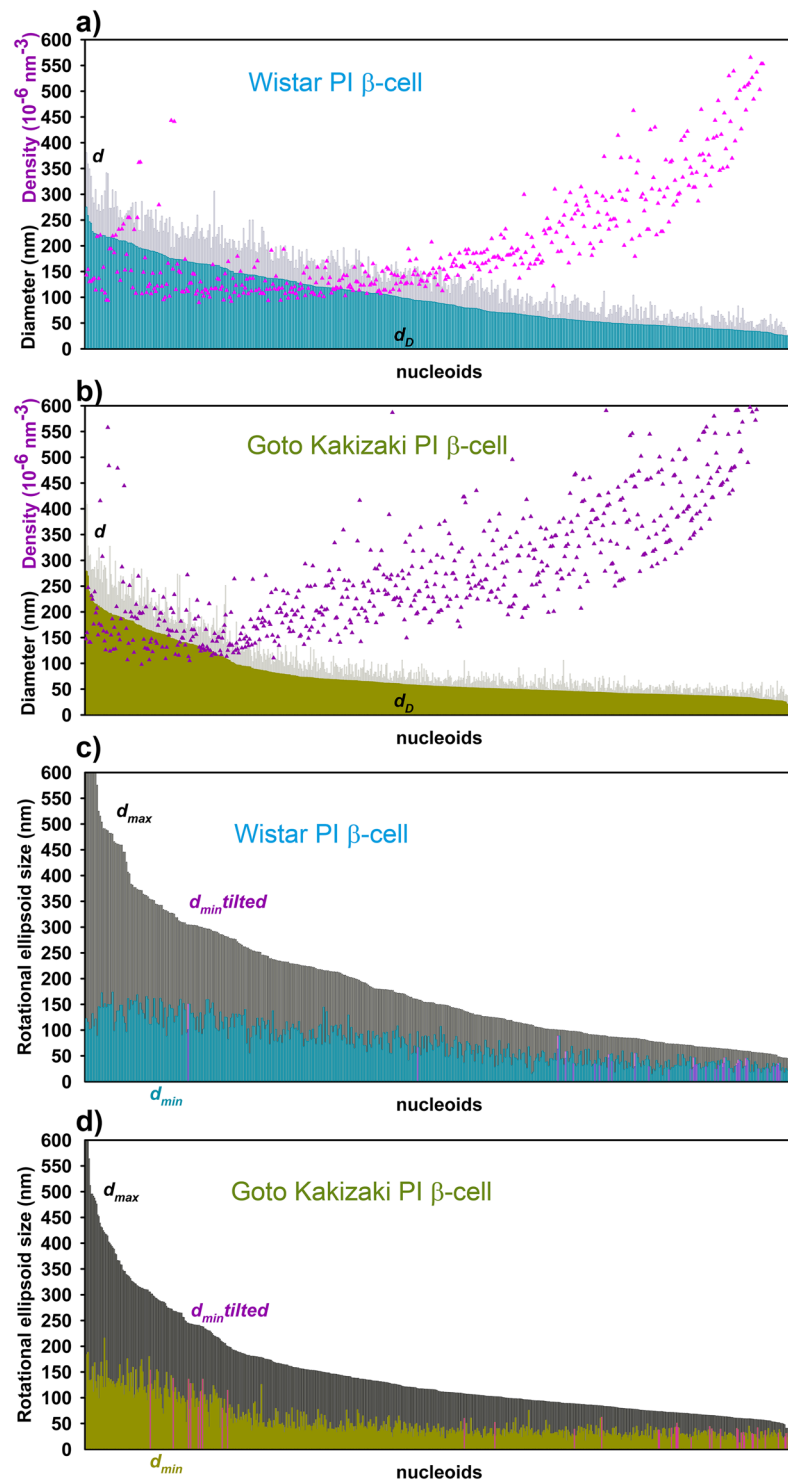 a)
Density (10⁻⁶ nm⁻³)
Diameter (nm)
600
550
500
450
400
350
300
250
200
150
100
50
0
Wistar PI β-cell
d
d_D
nucleoids
b)
Density (10⁻⁶ nm⁻³)
Diameter (nm)
600
550
500
450
400
350
300
250
200
150
100
50
0
Goto Kakizaki PI β-cell
d
d_D
nucleoids
c)
Rotational ellipsoid size (nm)
600
550
500
450
400
350
300
250
200
150
100
50
0
d_max
Wistar PI β-cell
d_min tilted
d_min
nucleoids
d)
Rotational ellipsoid size (nm)
600
550
500
450
400
350
300
250
200
150
100
50
0
d_max
Goto Kakizaki PI β-cell
d_min tilted
d_min
nucleoids